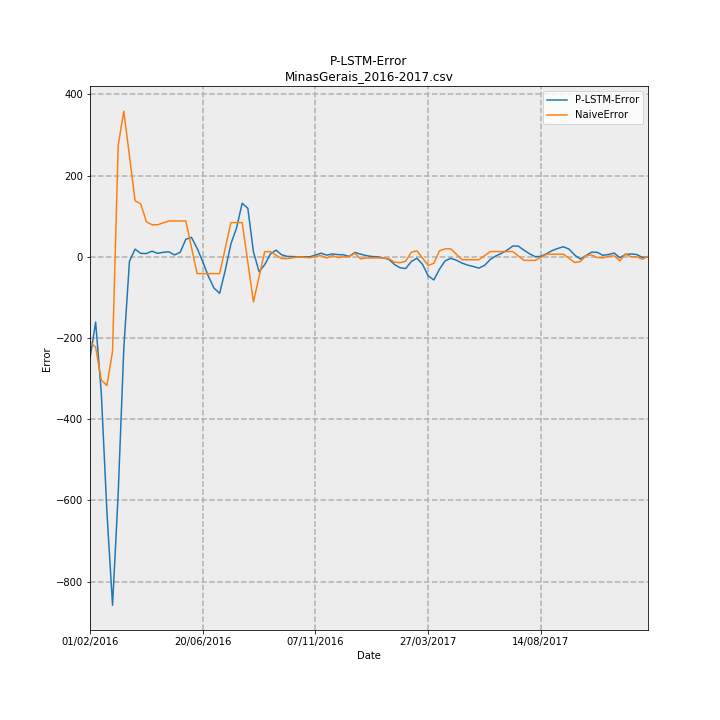 P-LSTM-Error
MinasGerais_2016-2017.csv
P-LSTM-Error
NaiveError
400
200
0
−200
−400
−600
−800
Error
01/02/2016
20/06/2016
07/11/2016
27/03/2017
14/08/2017
Date